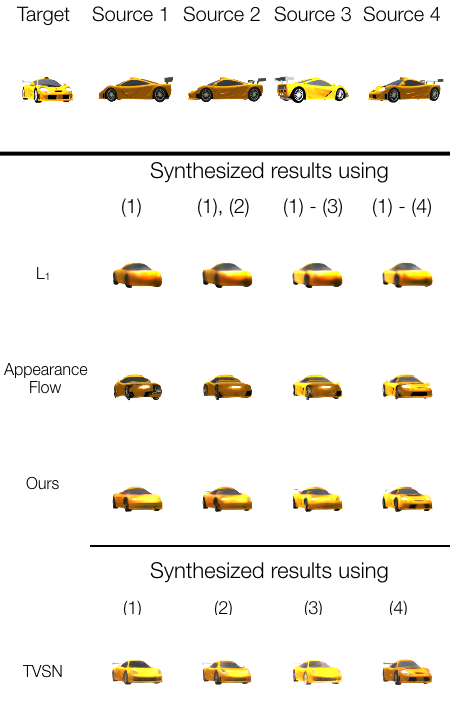 Target Source 1 Source 2 Source 3 Source 4
Synthesized results using
(1) (1), (2) (1) - (3) (1) - (4)
L₁
Appearance
Flow
Ours
Synthesized results using
(1) (2) (3) (4)
TVSN